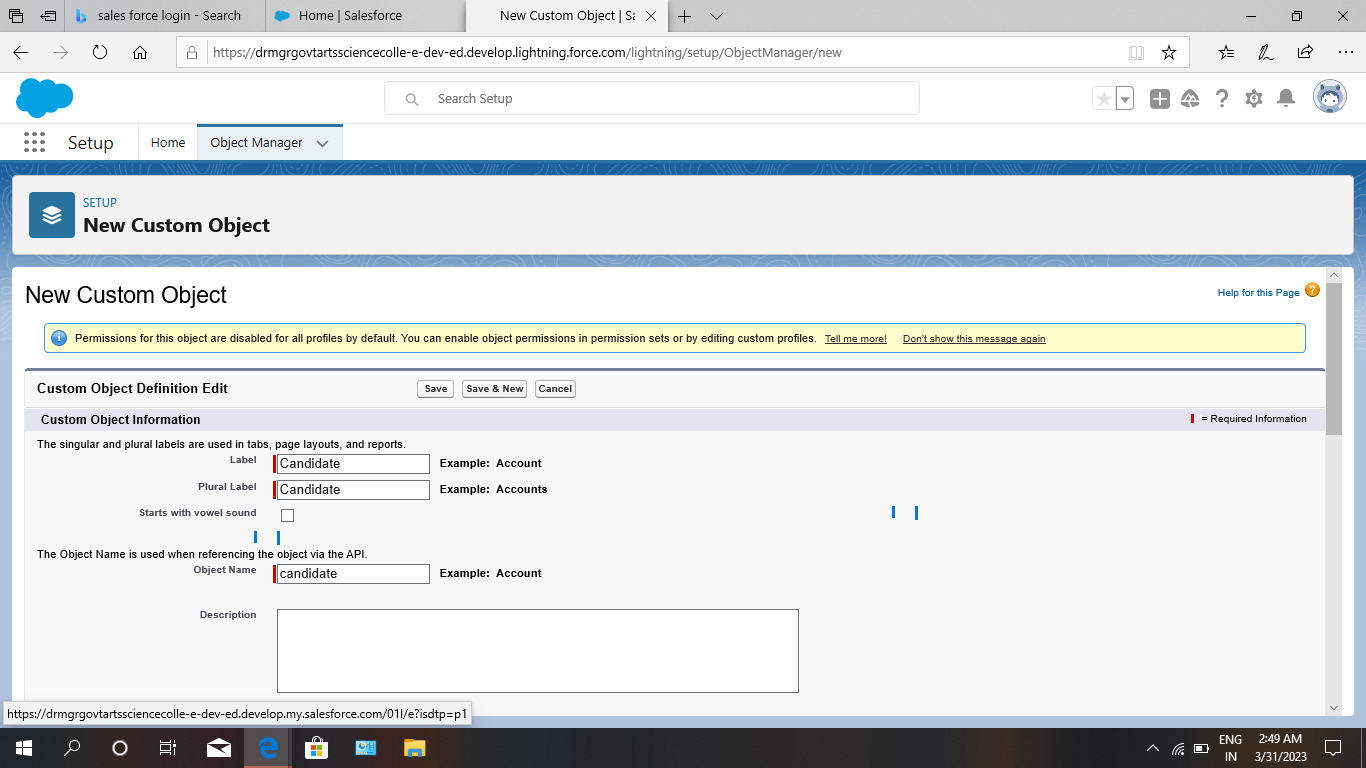 sales force login - Search
Home | Salesforce
New Custom Object | Sa
https://drmgrgovtartssciencecolle-e-dev-ed.develop.lightning.force.com/lightning/setup/ObjectManager/new
Search Setup
Setup
Home
Object Manager
SETUP
New Custom Object
New Custom Object
Help for this Page ?
Permissions for this object are disabled for all profiles by default. You can enable object permissions in permission sets or by editing custom profiles. Tell me more! Don't show this message again
Custom Object Definition Edit Save Save & New Cancel
Custom Object Information = Required Information
The singular and plural labels are used in tabs, page layouts, and reports.
Label Candidate Example: Account
Plural Label Candidate Example: Accounts
Starts with vowel sound
The Object Name is used when referencing the object via the API.
Object Name candidate Example: Account
Description
https://drmgrgovtartssciencecolle-e-dev-ed.develop.my.salesforce.com/01I/e?isdtp=p1
ENG
IN
2:49 AM
3/31/2023